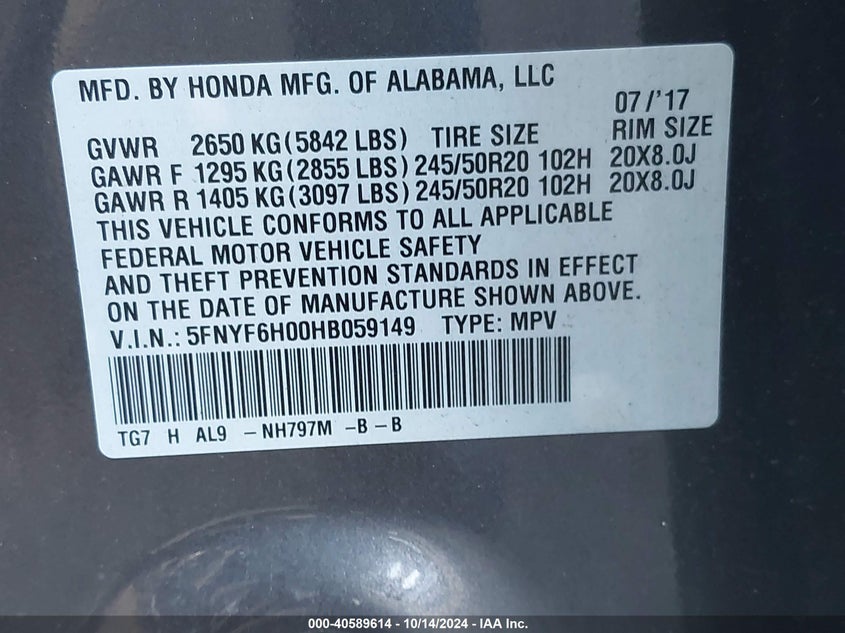 MFD. BY HONDA MFG. OF ALABAMA, LLC
07/'17
GVWR 2650 KG(5842 LBS) TIRE SIZE RIM SIZE
GAWR F 1295 KG(2855 LBS) 245/50R20 102H 20X8.0J
GAWR R 1405 KG(3097 LBS) 245/50R20 102H 20X8.0J
THIS VEHICLE CONFORMS TO ALL APPLICABLE
FEDERAL MOTOR VEHICLE SAFETY
AND THEFT PREVENTION STANDARDS IN EFFECT
ON THE DATE OF MANUFACTURE SHOWN ABOVE.
V.I.N.: 5FNYF6H00HB059149 TYPE: MPV
TG7 H AL9 -NH797M -B-B
000-40589614 - 10/14/2024 - IAA Inc.